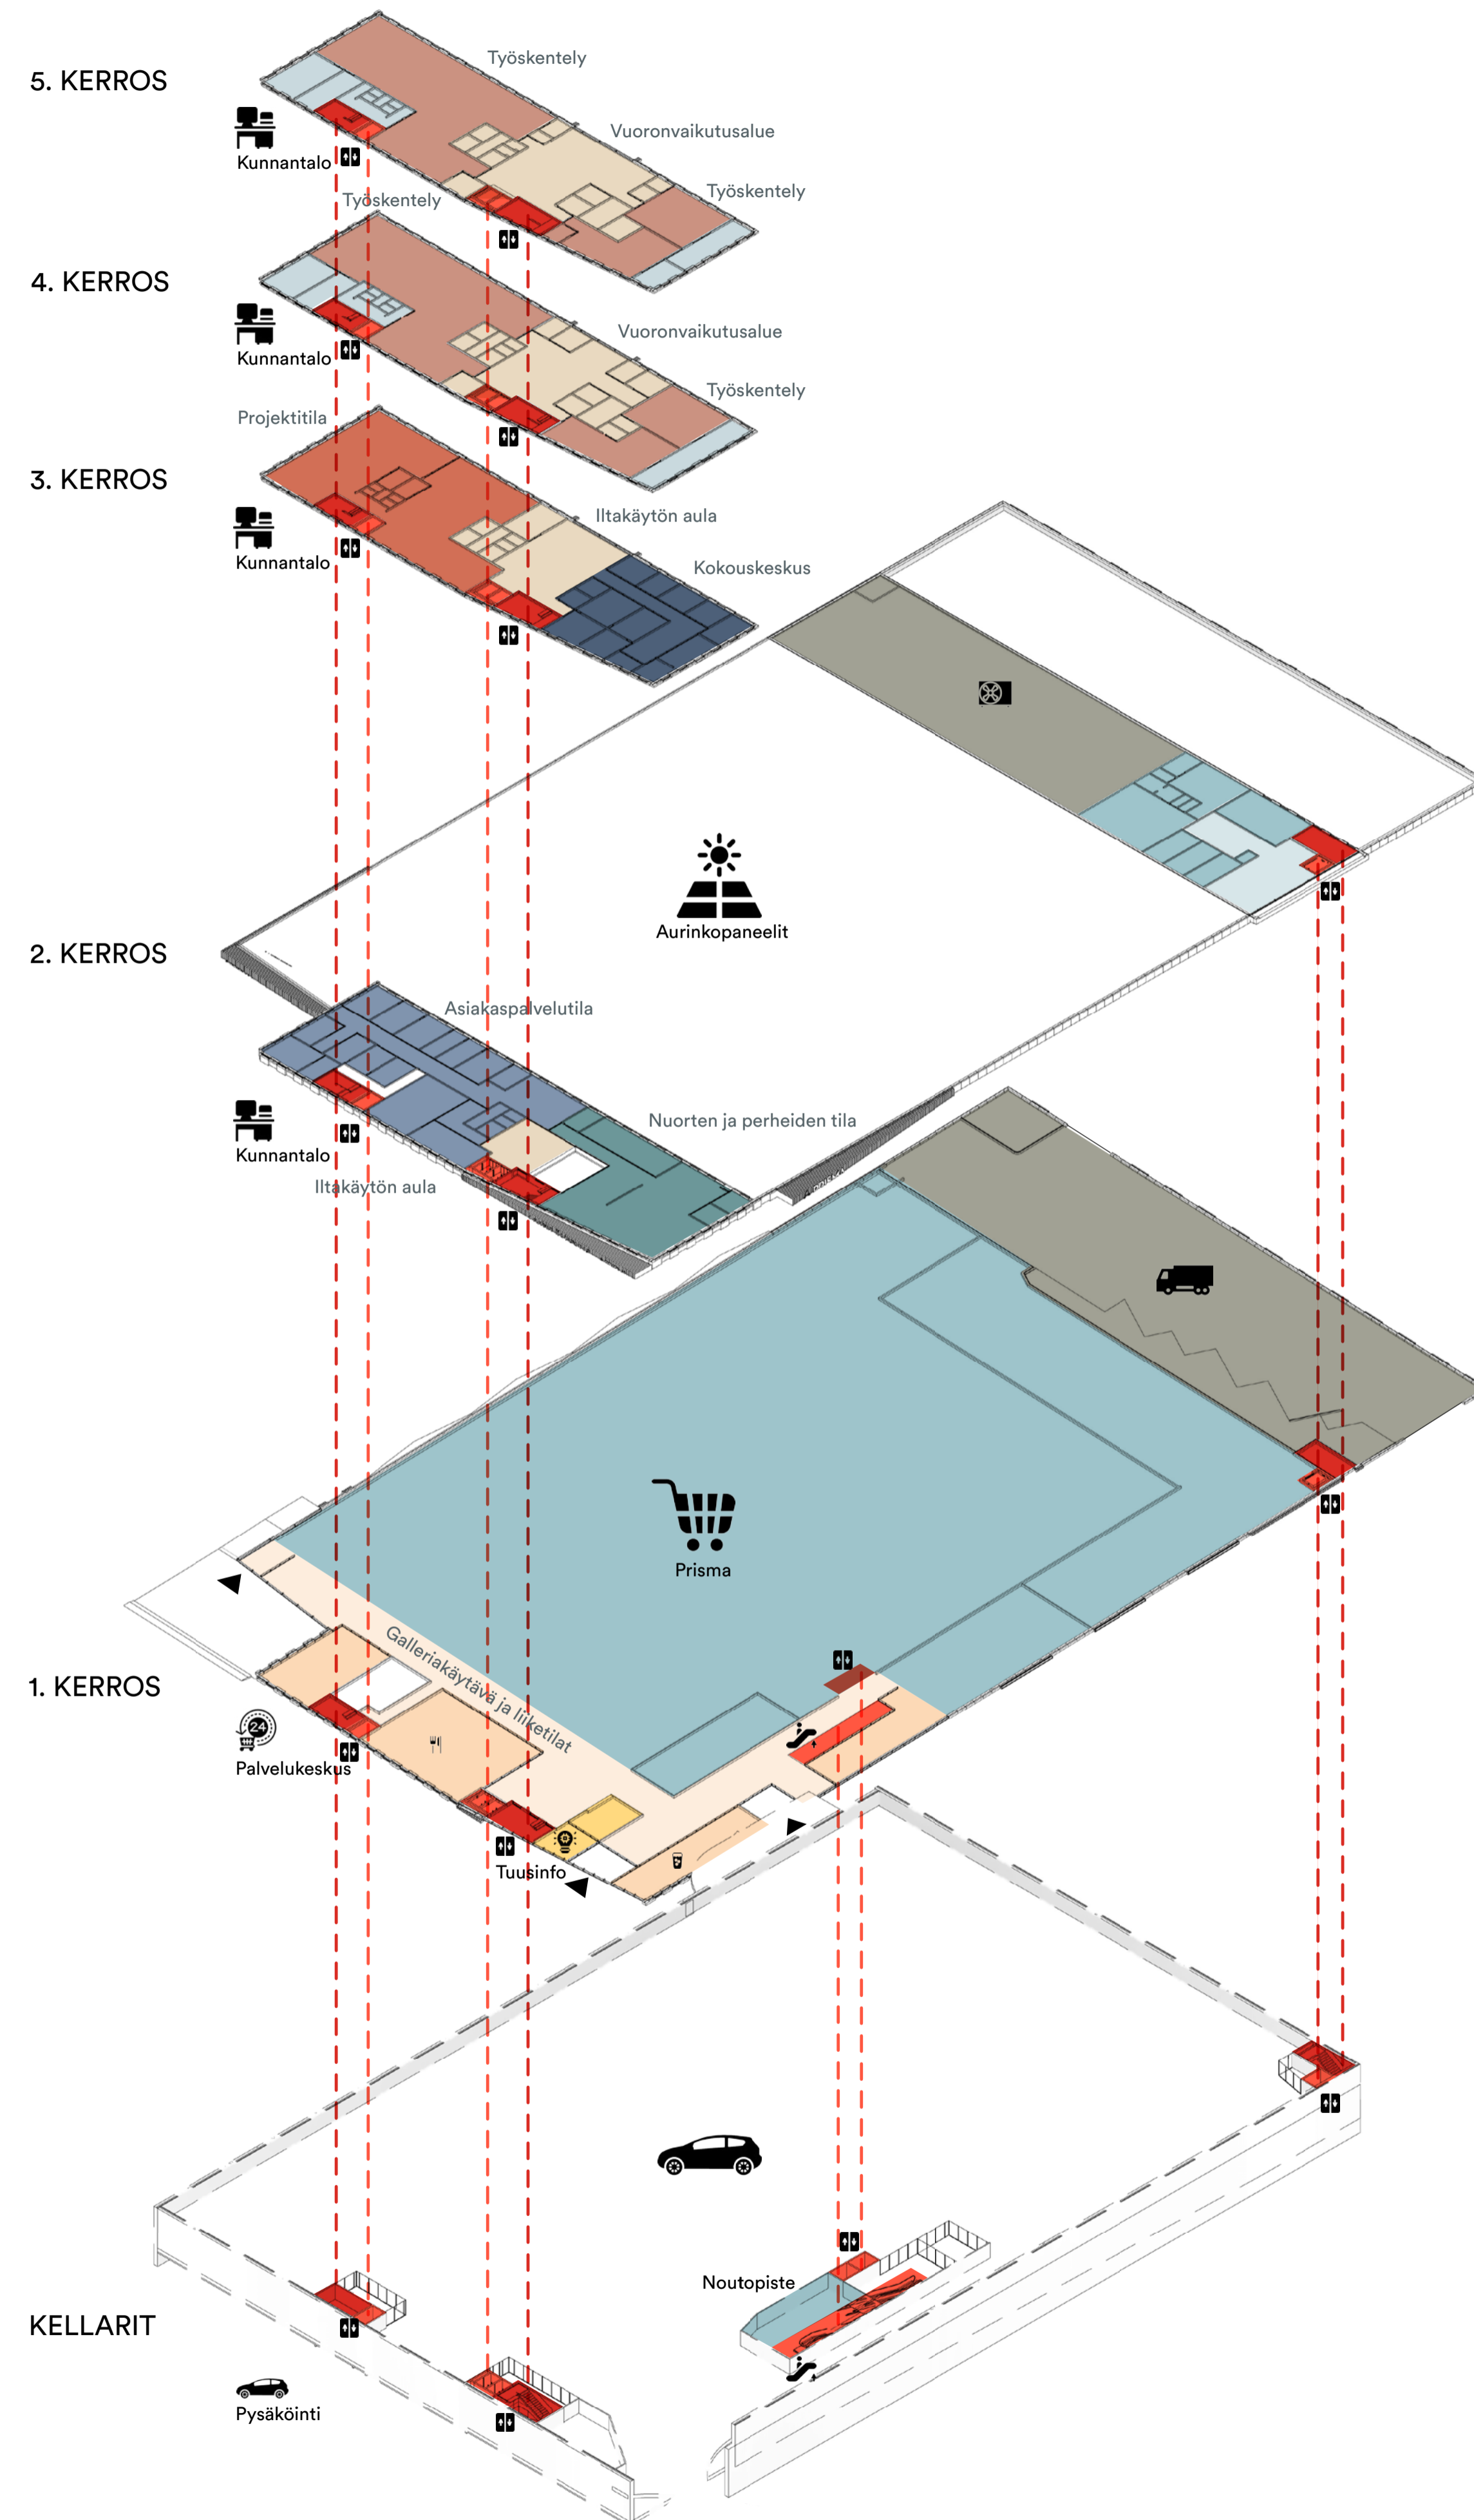 Työskentely
5. KERROS
Vuoronvaikutusalue
Kunnantalo
Työskentely
Työskentely
4. KERROS
Vuoronvaikutusalue
Kunnantalo
Työskentely
Projektitila
3. KERROS
Iltakäytön aula
Kunnantalo
Kokouskeskus
Aurinkopaneelit
2. KERROS
Asiakaspalvelutila
Nuorten ja perheiden tila
Kunnantalo
Iltakäytön aula
Prisma
Galleriakäytävä ja liiketilat
1. KERROS
24
Palvelukeskus
Tuusinfo
Noutopiste
KELLARIT
Pysäköinti